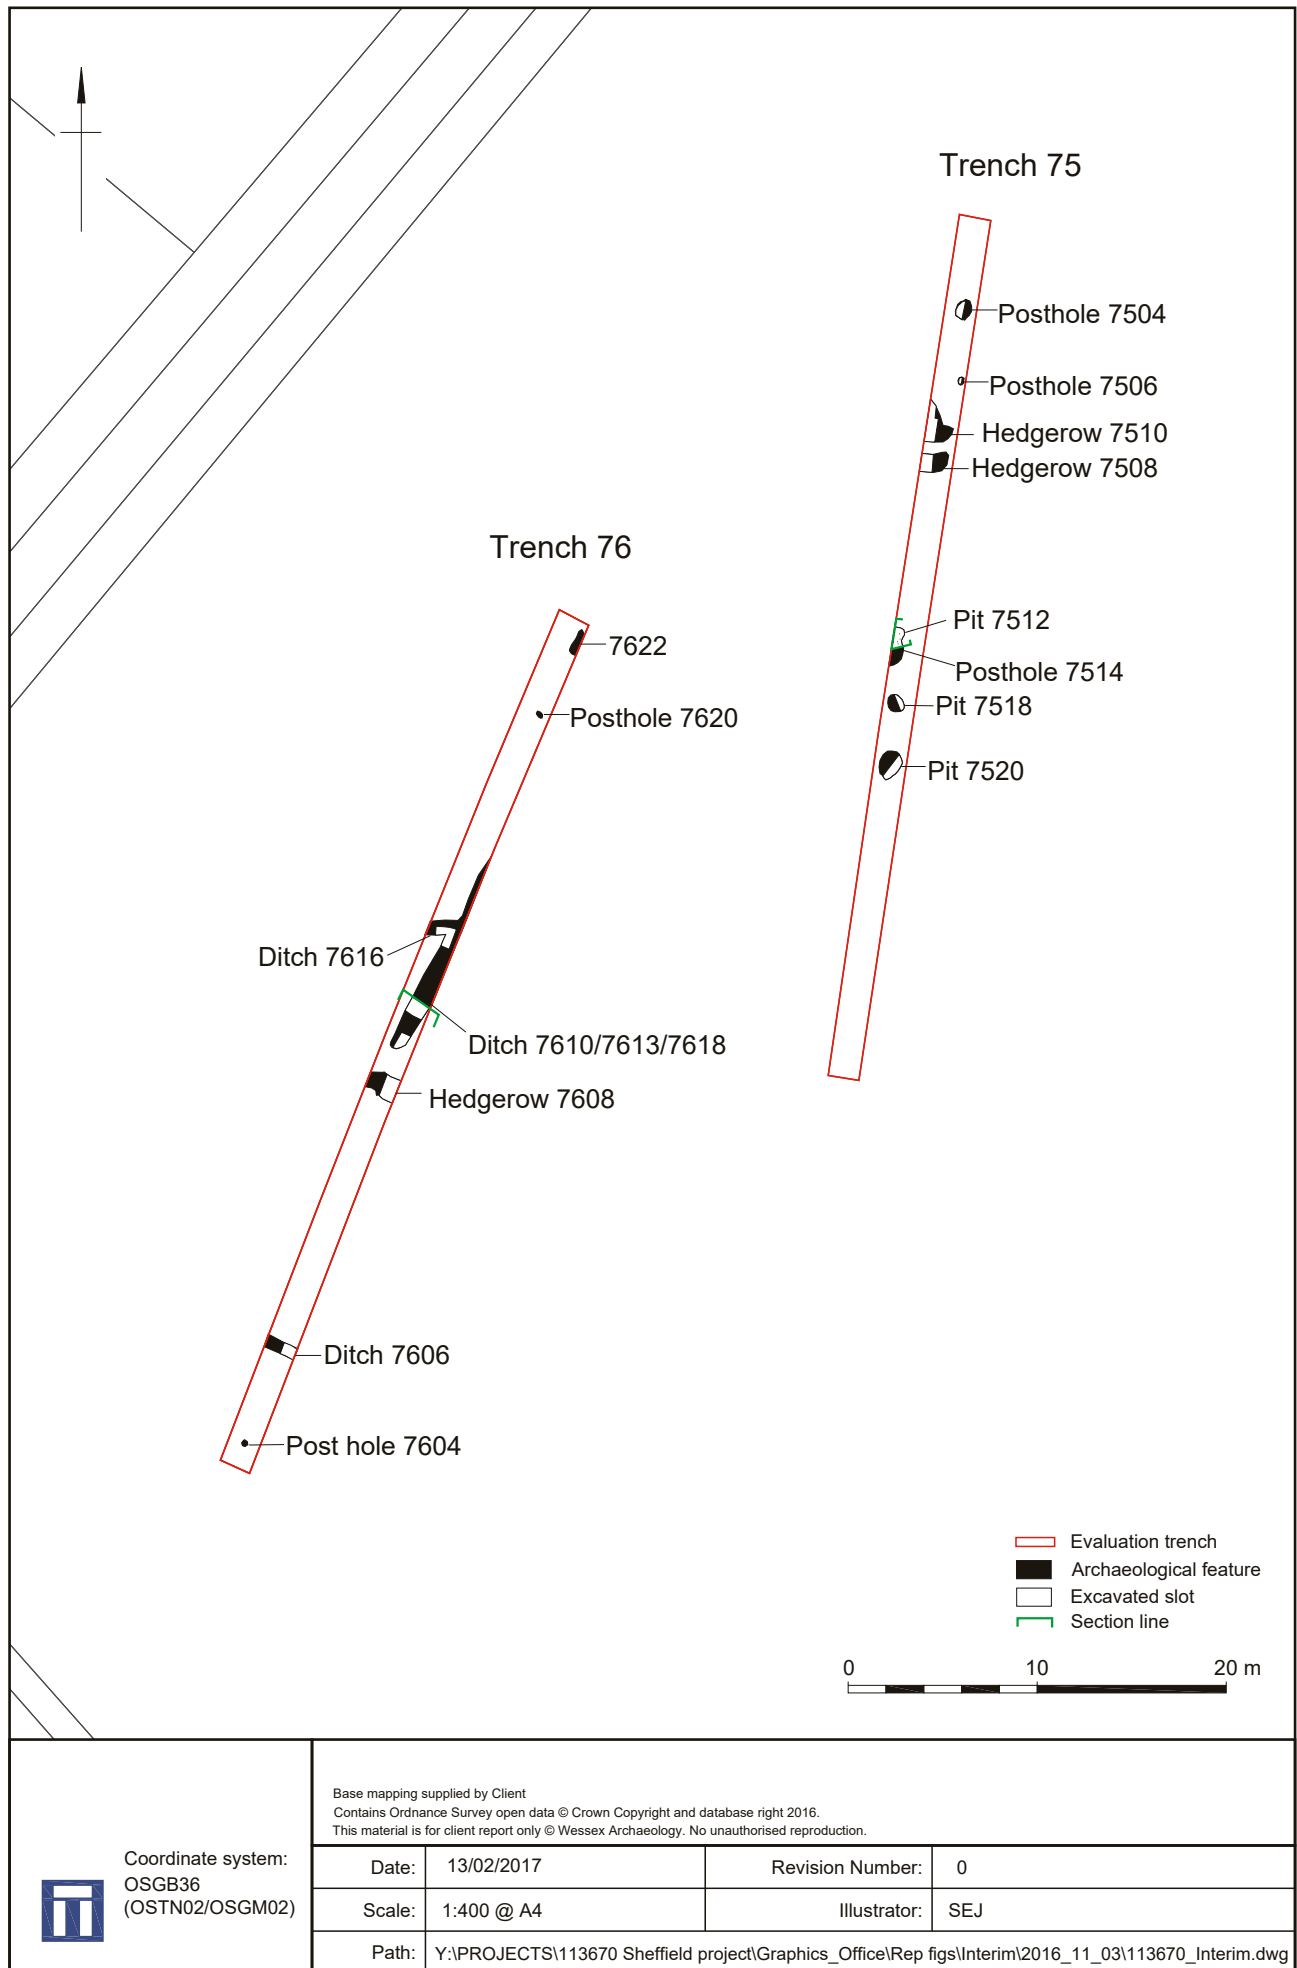 Trench 75
Posthole 7504
Posthole 7506
Hedgerow 7510
Hedgerow 7508
Trench 76
Pit 7512
7622
Posthole 7514
Pit 7518
Posthole 7620
Pit 7520
Ditch 7616
Ditch 7610/7613/7618
Hedgerow 7608
Ditch 7606
Post hole 7604
Evaluation trench
Archaeological feature
Excavated slot
Section line
0 10 20 m
Base mapping supplied by Client
Contains Ordnance Survey open data © Crown Copyright and database right 2016.
This material is for client report only © Wessex Archaeology. No unauthorised reproduction.
Coordinate system:
OSGB36
(OSTN02/OSGM02)
Date: 13/02/2017 Revision Number: 0
Scale: 1:400 @ A4 Illustrator: SEJ
Path: Y:\PROJECTS\113670 Sheffield project\Graphics_Office\Rep figs\Interim\2016_11_03\113670_Interim.dwg